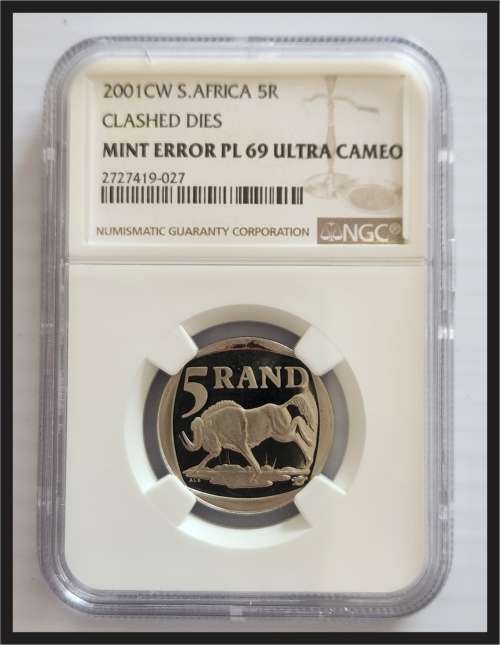 2001CW S.AFRICA 5R
CLASHED DIES
MINT ERROR PL 69 ULTRA CAMEO
2727419-027
NUMISMATIC GUARANTY CORPORATION NGC®
5 RAND
ALS